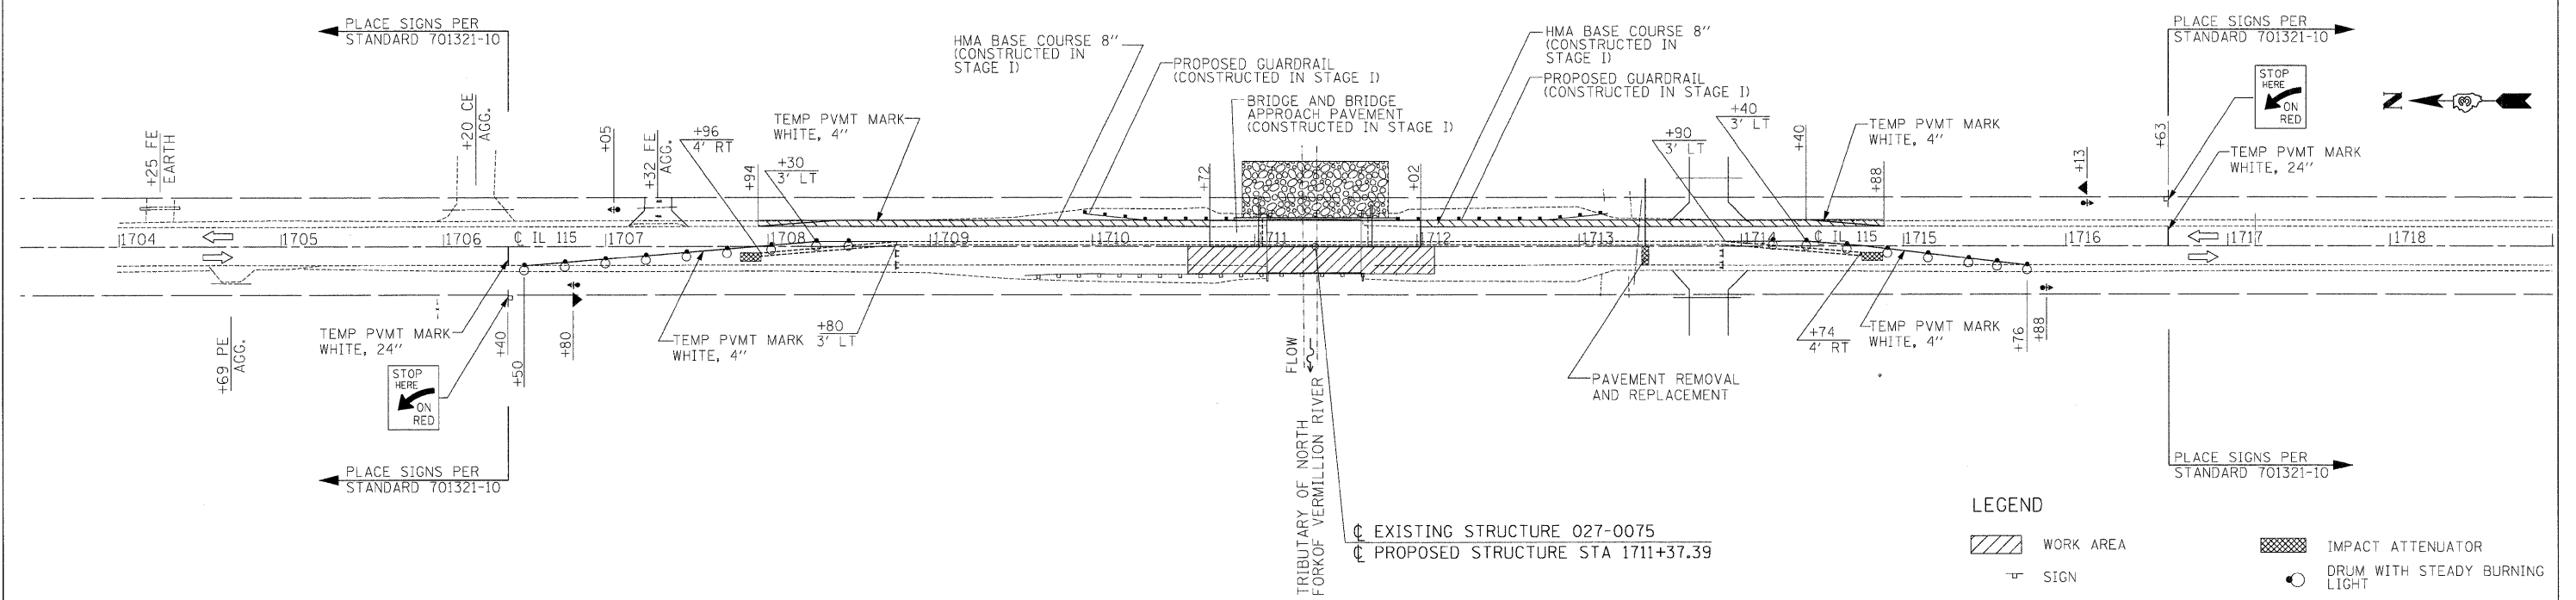 PLACE SIGNS PER
STANDARD 701321-10
PLACE SIGNS PER
STANDARD 701321-10
HMA BASE COURSE 8"
(CONSTRUCTED IN
STAGE I)
PROPOSED GUARDRAIL
(CONSTRUCTED IN STAGE I)
BRIDGE AND BRIDGE
APPROACH PAVEMENT
(CONSTRUCTED IN STAGE I)
HMA BASE COURSE 8"
(CONSTRUCTED IN
STAGE I)
PROPOSED GUARDRAIL
(CONSTRUCTED IN STAGE I)
STOP
HERE
ON
RED
N
+25 FE
EARTH
+20 CE
AGG.
+05
+32 FE
AGG.
+96
4' RT
+94
+30
3' LT
TEMP PVMT MARK
WHITE, 4"
+72
+02
+90
3' LT
+40
3' LT
+40
TEMP PVMT MARK
WHITE, 4"
+88
+13
+63
TEMP PVMT MARK
WHITE, 24"
1704
1705
1706
℄ IL 115
1707
1708
1709
1710
1711
1712
1713
1714
℄ IL 115
1715
1716
1717
1718
+69 PE
AGG.
TEMP PVMT MARK
WHITE, 24"
+40
+50
+80
STOP
HERE
ON
RED
TEMP PVMT MARK
WHITE, 4"
+80
3' LT
FLOW
TRIBUTARY OF NORTH
FORKOF VERMILLION RIVER
PAVEMENT REMOVAL
AND REPLACEMENT
+74
4' RT
TEMP PVMT MARK
WHITE, 4"
+76
+88
PLACE SIGNS PER
STANDARD 701321-10
PLACE SIGNS PER
STANDARD 701321-10
℄ EXISTING STRUCTURE 027-0075
℄ PROPOSED STRUCTURE STA 1711+37.39
LEGEND
WORK AREA
IMPACT ATTENUATOR
SIGN
DRUM WITH STEADY BURNING
LIGHT